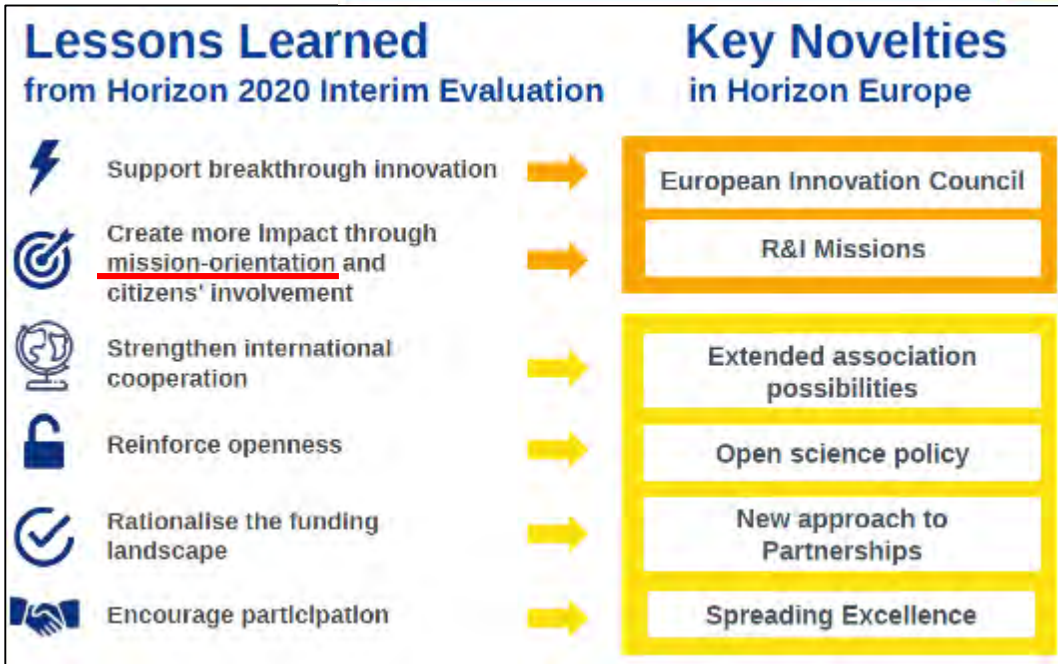 Lessons Learned
from Horizon 2020 Interim Evaluation
Key Novelties
in Horizon Europe
Support breakthrough innovation
European Innovation Council
Create more impact through
mission-orientation and
citizens' involvement
R&I Missions
Strengthen international
cooperation
Extended association
possibilities
Reinforce openness
Open science policy
Rationalise the funding
landscape
New approach to
Partnerships
Encourage participation
Spreading Excellence